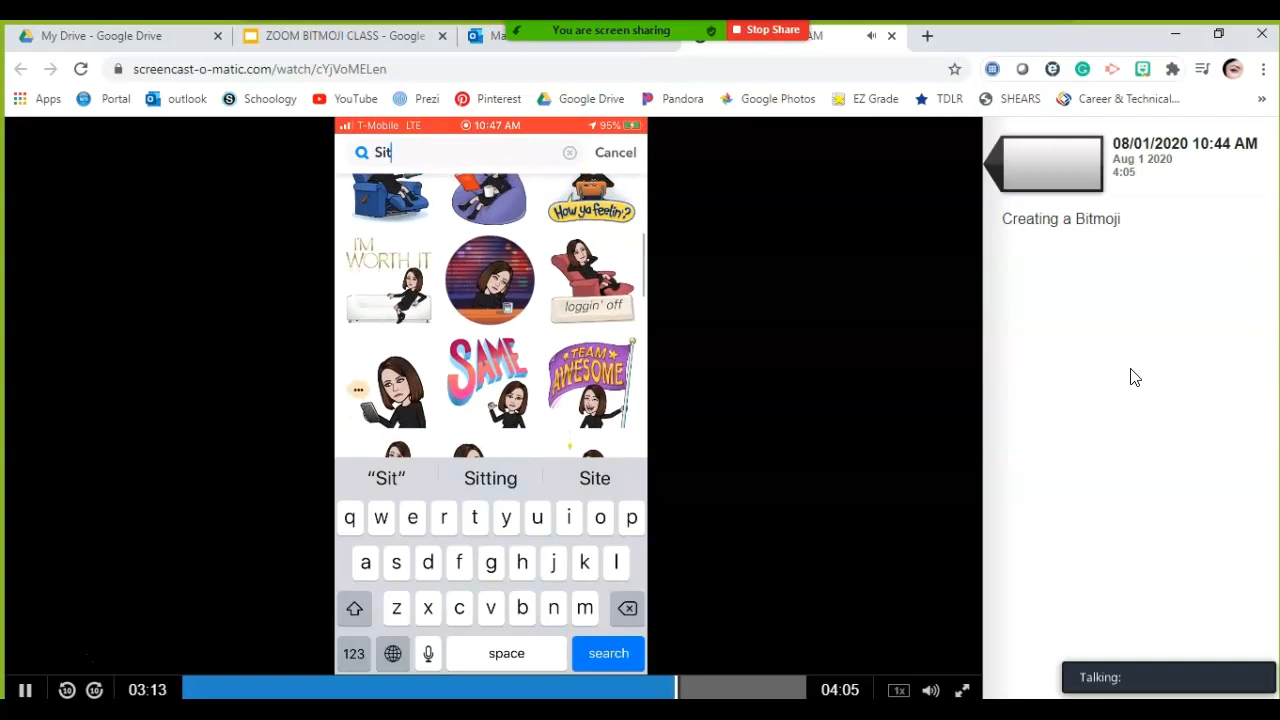 My Drive - Google Drive
ZOOM BITMOJI CLASS - Google
You are screen sharing
Stop Share
AM
screencast-o-matic.com/watch/cYjVoMELen
Apps Portal outlook Schoology YouTube Prezi Pinterest Google Drive Pandora Google Photos EZ Grade TDLR SHEARS Career & Technical... »
T-Mobile LTE 10:47 AM 95%
Sit Cancel
How ya feelin'?
I'M WORTH IT
loggin' off
...
SAME
TEAM AWESOME
"Sit" Sitting Site
q w e r t y u i o p
a s d f g h j k l
z x c v b n m
123 space search
08/01/2020 10:44 AM
Aug 1 2020
4:05
Creating a Bitmoji
Talking:
10 10 03:13 04:05 1x